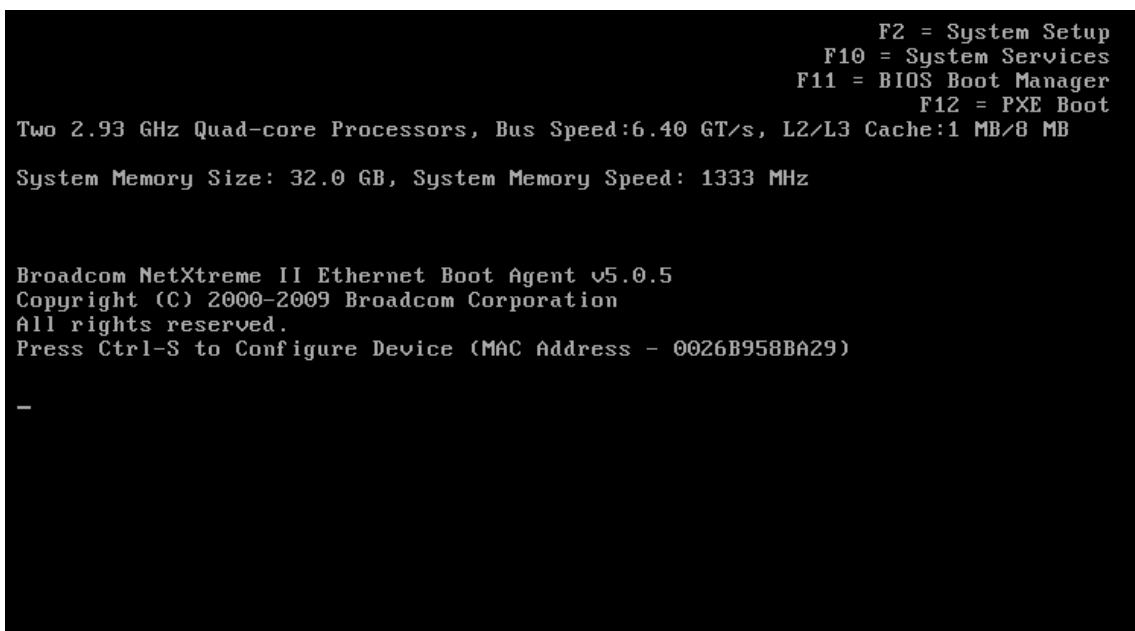 F2 = System Setup
F10 = System Services
F11 = BIOS Boot Manager
F12 = PXE Boot
Two 2.93 GHz Quad-core Processors, Bus Speed:6.40 GT/s, L2/L3 Cache:1 MB/8 MB
System Memory Size: 32.0 GB, System Memory Speed: 1333 MHz
Broadcom NetXtreme II Ethernet Boot Agent v5.0.5
Copyright (C) 2000-2009 Broadcom Corporation
All rights reserved.
Press Ctrl-S to Configure Device (MAC Address - 0026B958BA29)
_